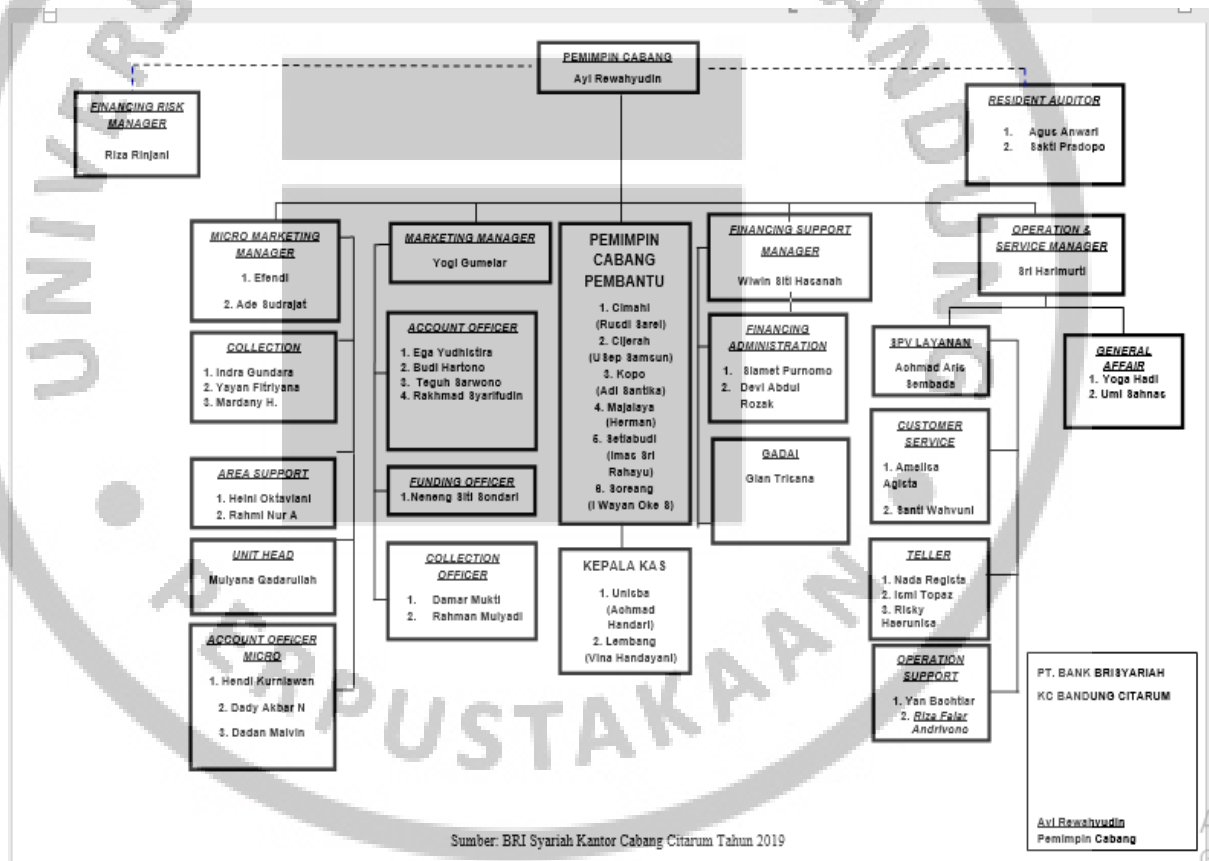 PEMIMPIN CABANG
Ayi Rewahyudin
FINANCING RISK
MANAGER
Riza Rinjani
RESIDENT AUDITOR
1. Agus Anwari
2. Sakti Pradopo
MICRO MARKETING
MANAGER
1. Efendi
2. Ade Sudrajat
COLLECTION
1. Indra Gundara
2. Yayan Fitriyana
3. Mardany H.
AREA SUPPORT
1. Heini Oktaviani
2. Rahmi Nur A
UNIT HEAD
Mulyana Qadarullah
ACCOUNT OFFICER
MICRO
1. Hendi Kurniawan
2. Dady Akbar N
3. Dadan Malvin
MARKETING MANAGER
Yogi Gumelar
ACCOUNT OFFICER
1. Ega Yudhistira
2. Budi Hartono
3. Teguh Sarwono
4. Rakhmad Syarifudin
FUNDING OFFICER
1.Neneng Siti Sondari
COLLECTION
OFFICER
1. Damar Mukti
2. Rahman Mulyadi
PEMIMPIN
CABANG
PEMBANTU
1. Cimahi
(Rusdi Sarel)
2. Cijerah
(U Sep Samsun)
3. Kopo
(Adi Santika)
4. Majalaya
(Herman)
5. Setiabudi
(Imas Sri
Rahayu)
6. Soreang
(I Wayan Oke S)
KEPALA KAS
1. Unisba
(Achmad
Handari)
2. Lembang
(Vina Handayani)
FINANCING SUPPORT
MANAGER
Wiwin Siti Hasanah
FINANCING
ADMINISTRATION
1. Slamet Purnomo
2. Devi Abdul
Rozak
GADAI
Gian Trisana
OPERATION &
SERVICE MANAGER
Sri Harimurti
SPV LAYANAN
Achmad Aris
Sembada
CUSTOMER
SERVICE
1. Amalisa
Agista
2. Santi Wahvuni
TELLER
1. Nada Regista
2. Ismi Topaz
3. Risky
Haerunisa
OPERATION
SUPPORT
1. Yan Bachtiar
2. Riza Fajar
Andrivono
GENERAL
AFFAIR
1. Yoga Hadi
2. Umi Sahnas
PT. BANK BRISYARIAH
KC BANDUNG CITARUM
Avi Rewahvudin
Pemimpin Cabang
Sumber: BRI Syariah Kantor Cabang Citarum Tahun 2019
PERPUSTAKAAN